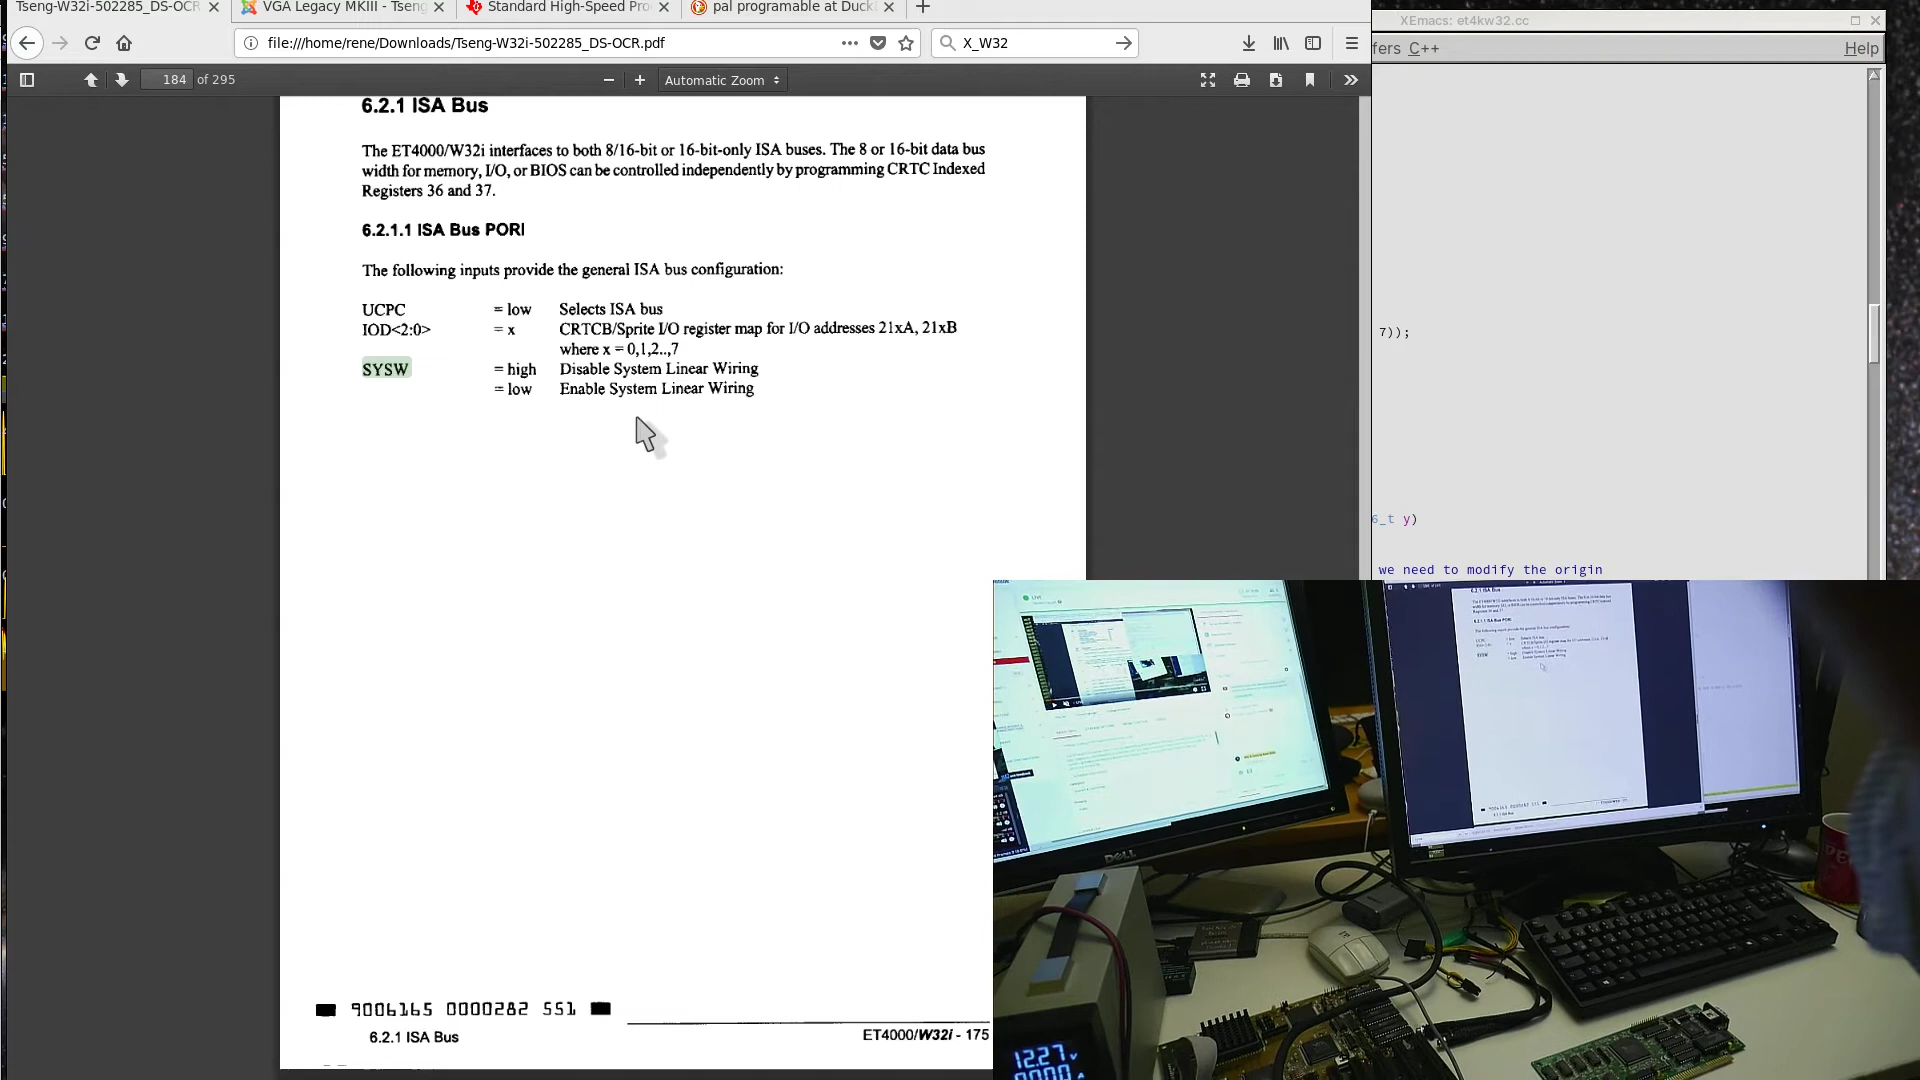 Tseng-W32i-502285_DS-OCR
VGA Legacy MKIII - Tseng
Standard High-Speed Pro
pal programable at Duck
XEmacs: et4kw32.cc
file:///home/rene/Downloads/Tseng-W32i-502285_DS-OCR.pdf
X_W32
fers C++
Help
184 of 295
Automatic Zoom
6.2.1 ISA Bus
The ET4000/W32i interfaces to both 8/16-bit or 16-bit-only ISA buses. The 8 or 16-bit data bus
width for memory, I/O, or BIOS can be controlled independently by programming CRTC Indexed
Registers 36 and 37.
6.2.1.1 ISA Bus PORI
The following inputs provide the general ISA bus configuration:
UCPC = low Selects ISA bus
IOD<2:0> = x CRTCB/Sprite I/O register map for I/O addresses 21xA, 21xB
where x = 0,1,2..,7
SYSW = high Disable System Linear Wiring
= low Enable System Linear Wiring
7));
6_t y)
we need to modify the origin
9006165 0000282 551
6.2.1 ISA Bus
ET4000/W32i - 175
DELL
12.27 V